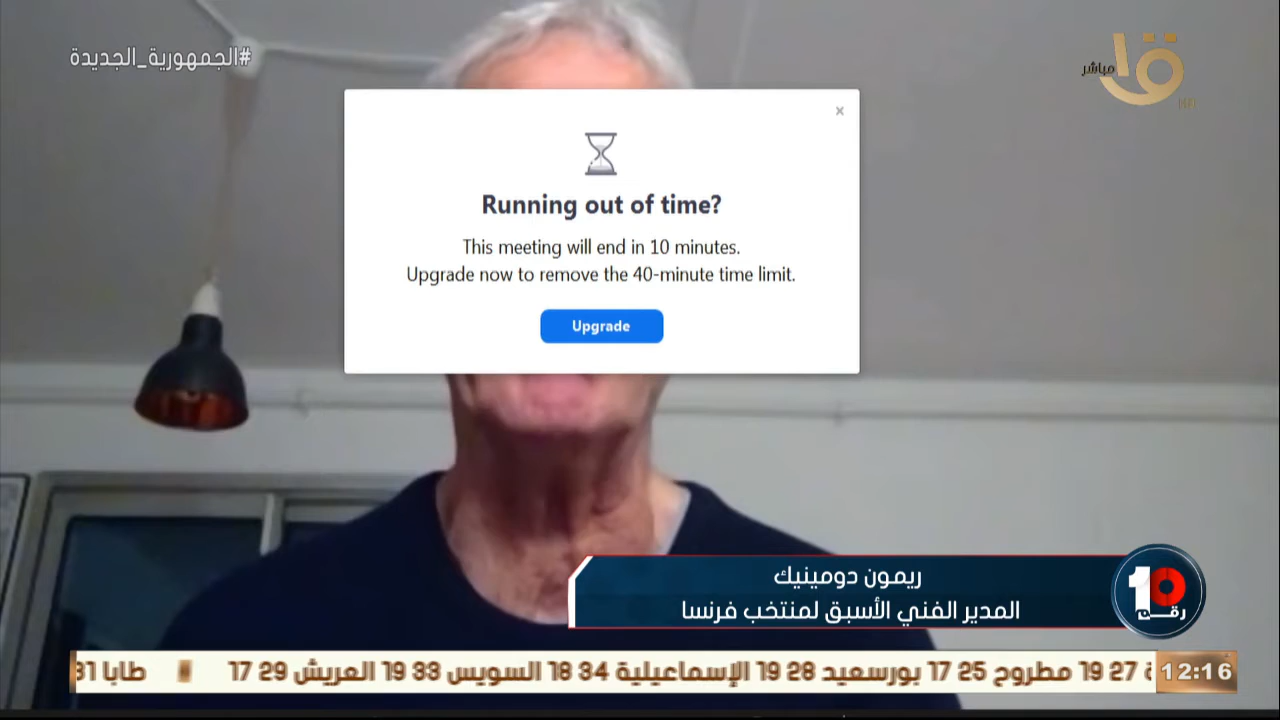 #الجمهورية_الجديدة
مباشر
Running out of time?
This meeting will end in 10 minutes.
Upgrade now to remove the 40-minute time limit.
Upgrade
ريمون دومينيك
المدير الفني الأسبق لمنتخب فرنسا
10
رقم
27 19 مطروح 25 17 بورسعيد 28 19 الإسماعيلية 34 18 السويس 33 19 العريش 29 17 طابا 31
12:16